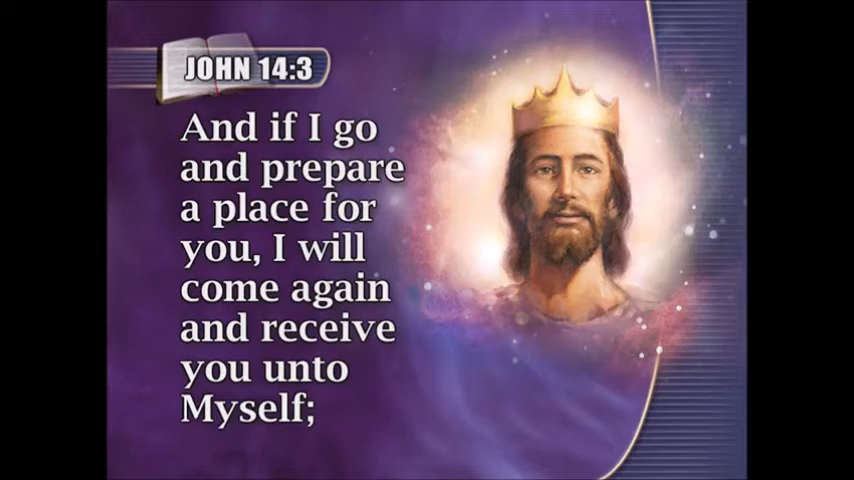 JOHN 14:3
And if I go
and prepare
a place for
you, I will
come again
and receive
you unto
Myself;